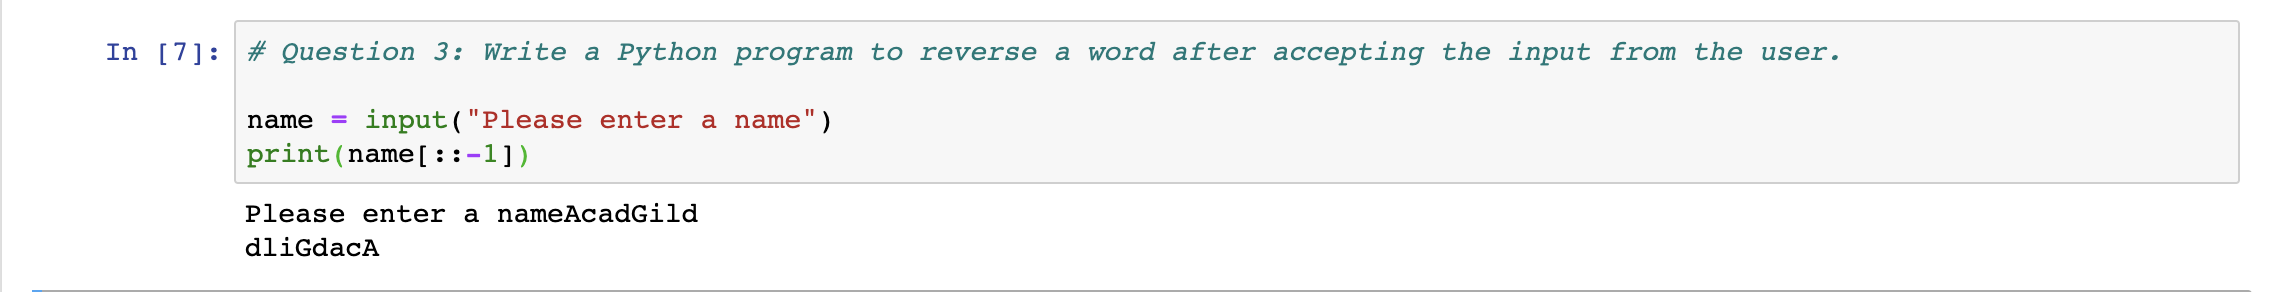 In [7]: # Question 3: Write a Python program to reverse a word after accepting the input from the user.
name = input("Please enter a name")
print(name[::-1])
Please enter a nameAcadGild
dliGdacA